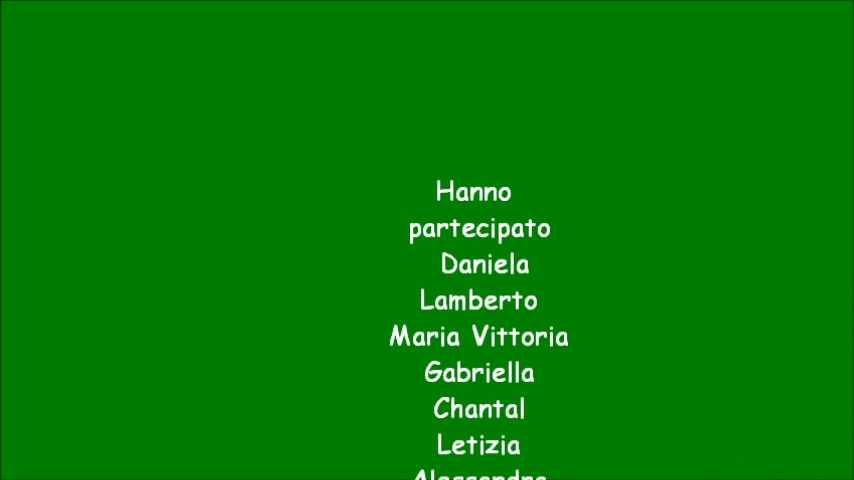 Hanno
partecipato
Daniela
Lamberto
Maria Vittoria
Gabriella
Chantal
Letizia